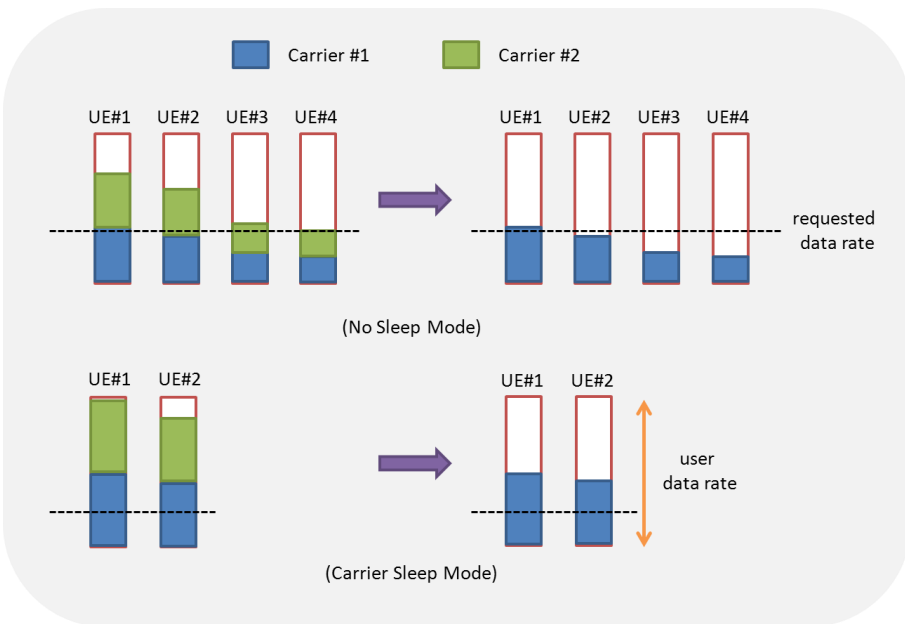 Carrier #1 Carrier #2
UE#1 UE#2 UE#3 UE#4 UE#1 UE#2 UE#3 UE#4
requested
data rate
(No Sleep Mode)
UE#1 UE#2 UE#1 UE#2
user
data rate
(Carrier Sleep Mode)